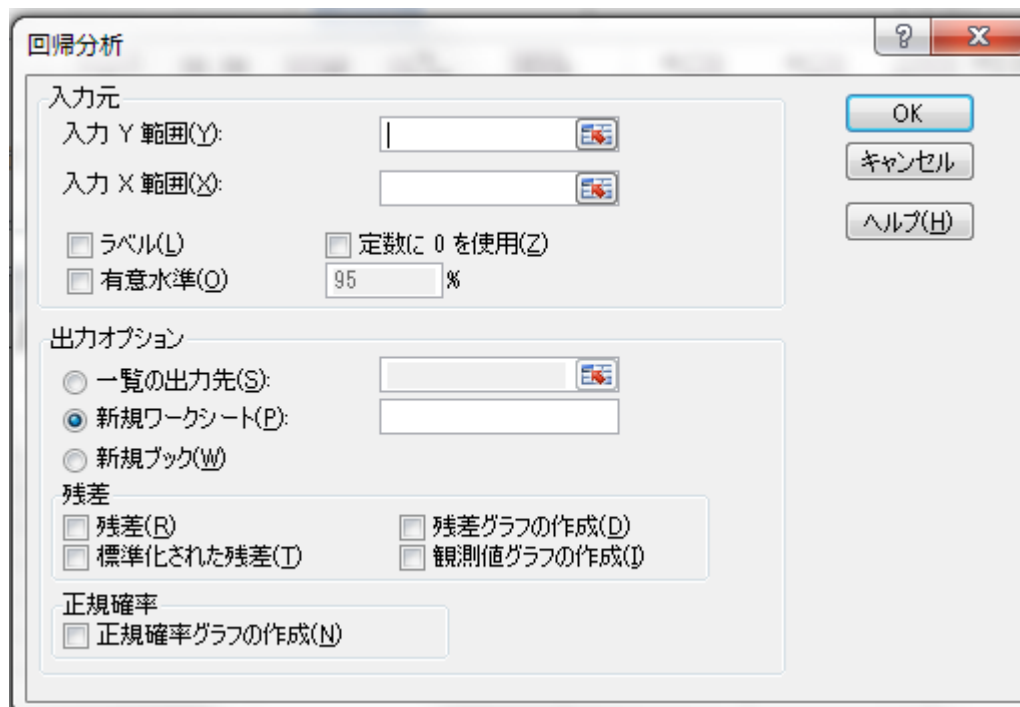 回帰分析
入力元
入力 Y 範囲(Y):
入力 X 範囲(X):
ラベル(L)
定数に 0 を使用(Z)
有意水準(O)
95
%
OK
キャンセル
ヘルプ(H)
出力オプション
一覧の出力先(S):
新規ワークシート(P):
新規ブック(W)
残差
残差(R)
残差グラフの作成(D)
標準化された残差(T)
観測値グラフの作成(I)
正規確率
正規確率グラフの作成(N)